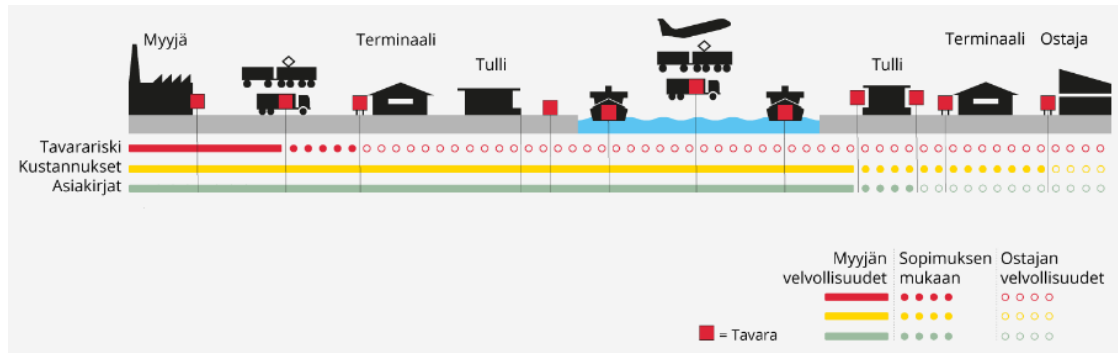 Myyjä
Terminaali
Tulli
Tulli
Terminaali
Ostaja
Tavarariski
Kustannukset
Asiakirjat
Myyjän
velvollisuudet
Sopimuksen
mukaan
Ostajan
velvollisuudet
= Tavara